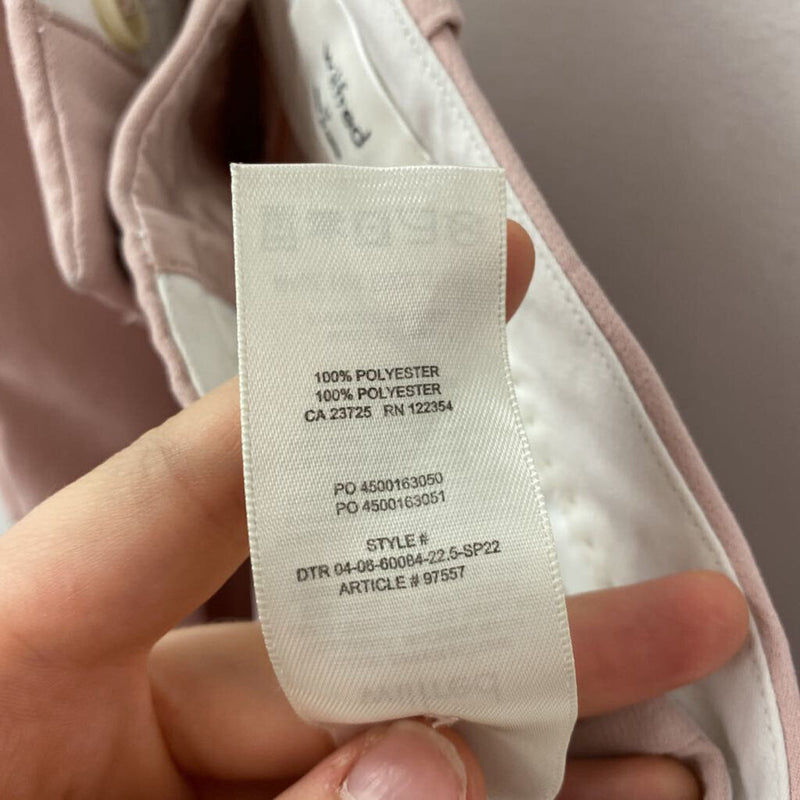 wilfred
100% POLYESTER
100% POLYESTER
CA 23725 RN 122354
PO 4500163050
PO 4500163051
STYLE #
DTR 04-06-60084-22.5-SP22
ARTICLE # 97557